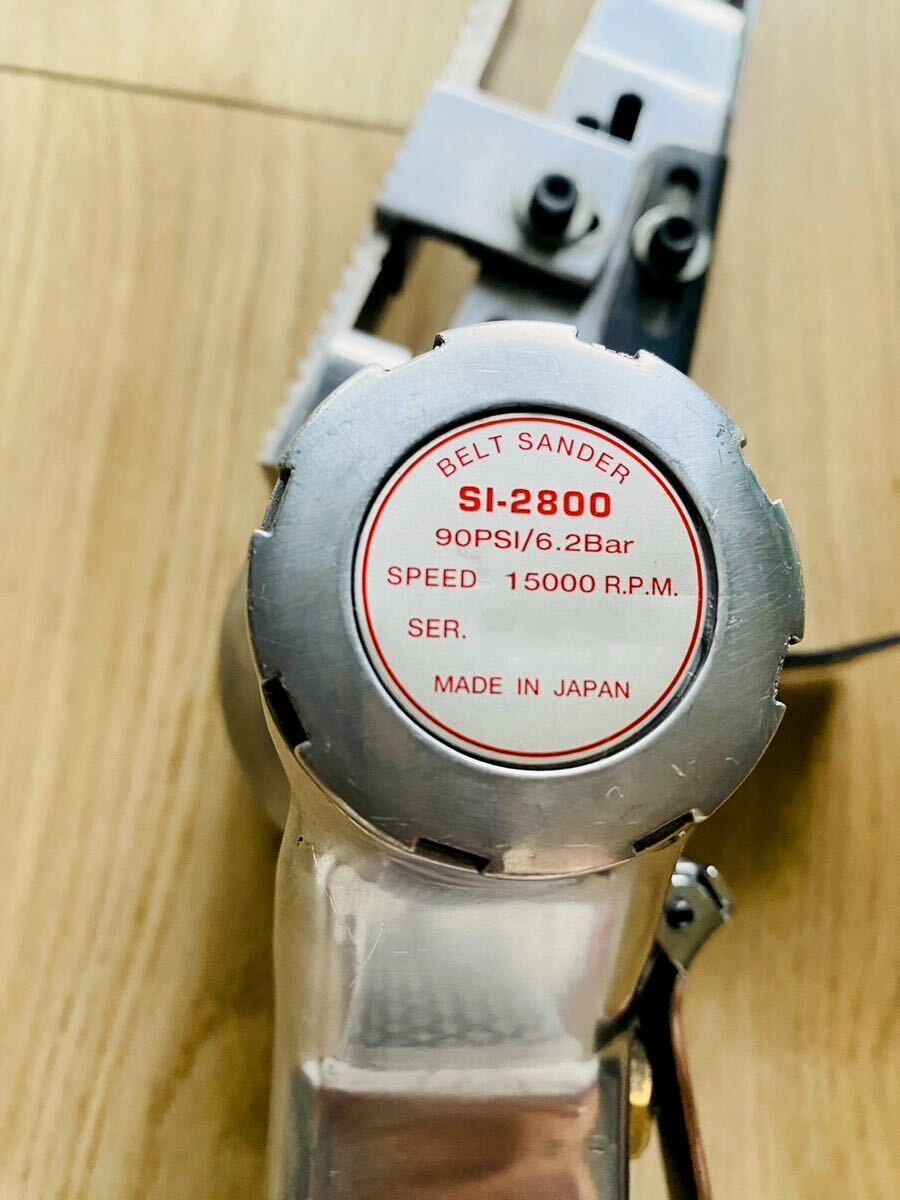 BELT SANDER
SI-2800
90PSI/6.2Bar
SPEED 15000 R.P.M.
SER.
MADE IN JAPAN